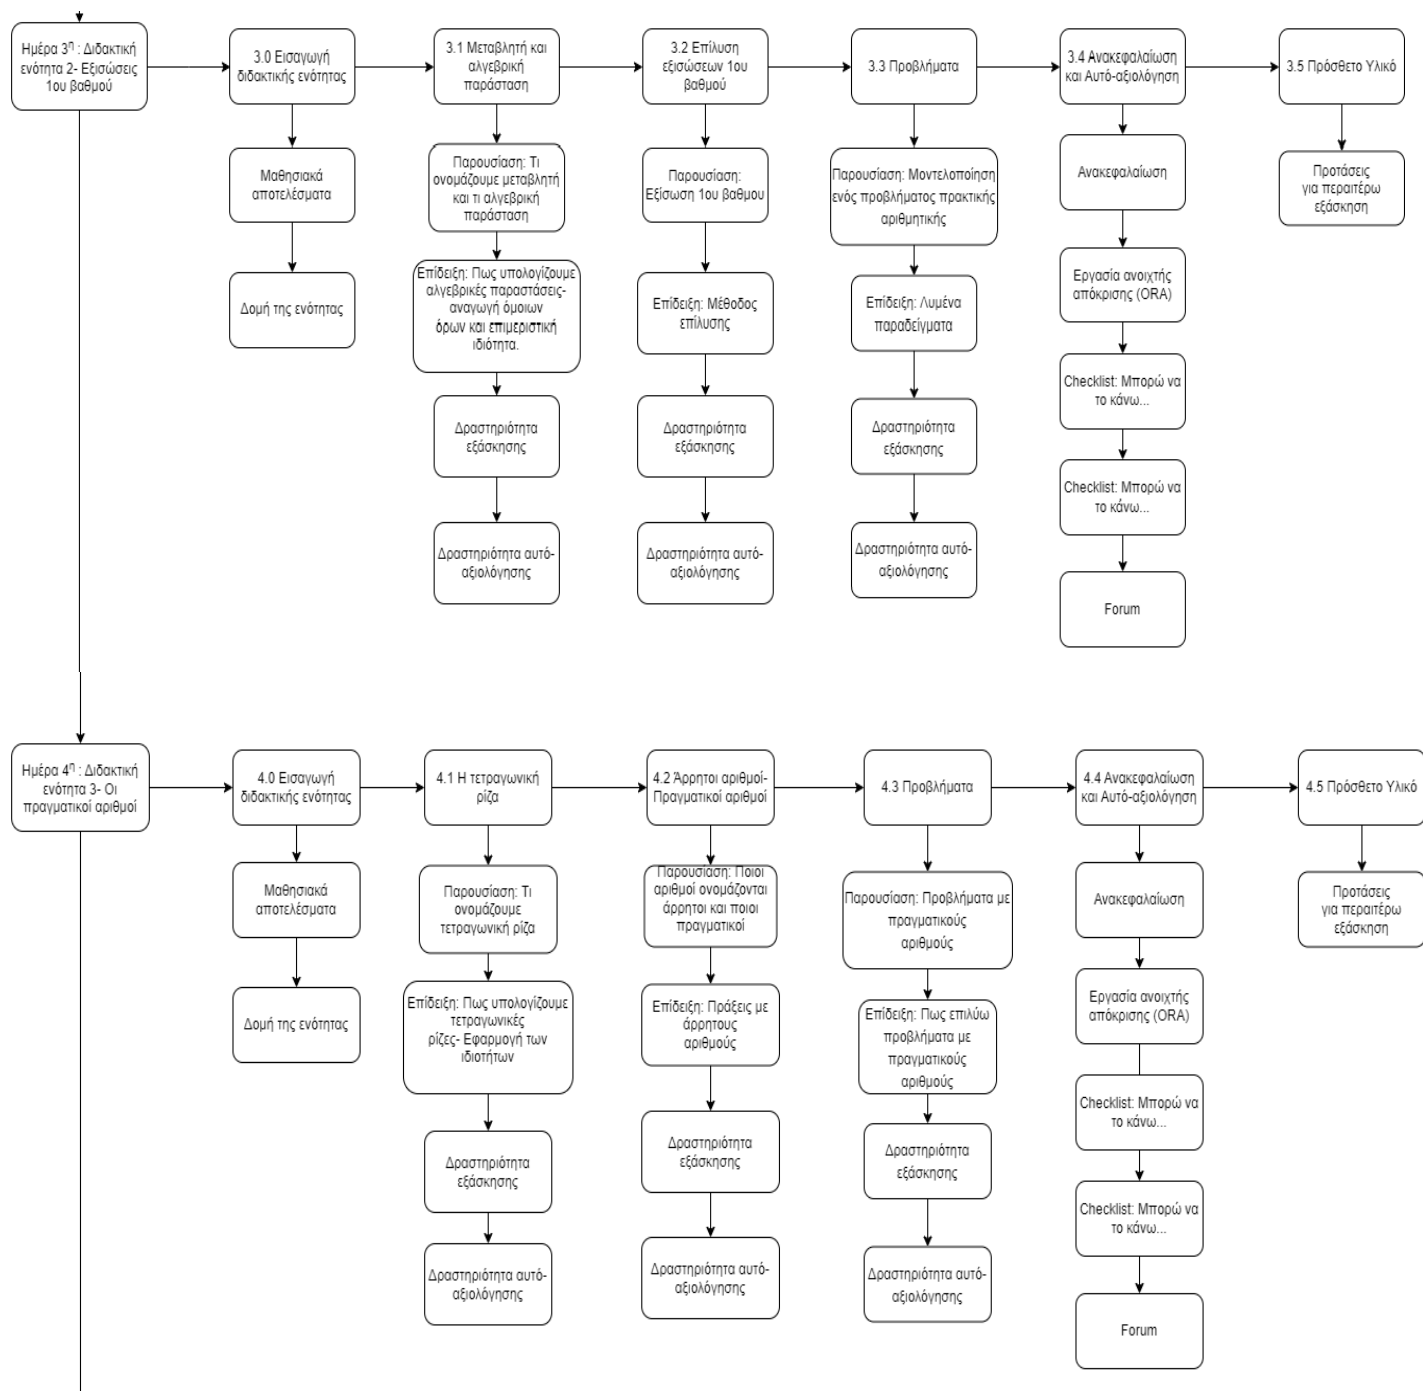 Ημέρα 3η : Διδακτική
ενότητα 2- Εξισώσεις
1ου βαθμού
3.0 Εισαγωγή
διδακτικής ενότητας
3.1 Μεταβλητή και
αλγεβρική
παράσταση
3.2 Επίλυση
εξισώσεων 1ου
βαθμού
3.3 Προβλήματα
3.4 Ανακεφαλαίωση
και Αυτό-αξιολόγηση
3.5 Πρόσθετο Υλικό
Μαθησιακά
αποτελέσματα
Παρουσίαση: Τι
ονομάζουμε μεταβλητή
και τι αλγεβρική
παράσταση
Παρουσίαση:
Εξίσωση 1ου βαθμου
Παρουσίαση: Μοντελοποίηση
ενός προβλήματος πρακτικής
αριθμητικής
Ανακεφαλαίωση
Προτάσεις
για περαιτέρω
εξάσκηση
Δομή της ενότητας
Επίδειξη: Πως υπολογίζουμε
αλγεβρικές παραστάσεις-
αναγωγή όμοιων
όρων και επιμεριστική
ιδιότητα.
Επίδειξη: Μέθοδος
επίλυσης
Επίδειξη: Λυμένα
παραδείγματα
Εργασία ανοιχτής
απόκρισης (ORA)
Δραστηριότητα
εξάσκησης
Δραστηριότητα
εξάσκησης
Δραστηριότητα
εξάσκησης
Checklist: Μπορώ να
το κάνω...
Checklist: Μπορώ να
το κάνω...
Δραστηριότητα αυτό-
αξιολόγησης
Δραστηριότητα αυτό-
αξιολόγησης
Δραστηριότητα αυτό-
αξιολόγησης
Forum
Ημέρα 4η : Διδακτική
ενότητα 3- Οι
πραγματικοί αριθμοί
4.0 Εισαγωγή
διδακτικής ενότητας
4.1 Η τετραγωνική
ρίζα
4.2 Άρρητοι αριθμοί-
Πραγματικοί αριθμοί
4.3 Προβλήματα
4.4 Ανακεφαλαίωση
και Αυτό-αξιολόγηση
4.5 Πρόσθετο Υλικό
Μαθησιακά
αποτελέσματα
Παρουσίαση: Τι
ονομάζουμε
τετραγωνική ρίζα
Παρουσίαση: Ποιοι
αριθμοί ονομάζονται
άρρητοι και ποιοι
πραγματικοί
Παρουσίαση: Προβλήματα με
πραγματικούς
αριθμούς
Ανακεφαλαίωση
Προτάσεις
για περαιτέρω
εξάσκηση
Δομή της ενότητας
Επίδειξη: Πως υπολογίζουμε
τετραγωνικές
ρίζες- Εφαρμογή των
ιδιοτήτων
Επίδειξη: Πράξεις με
άρρητους
αριθμούς
Επίδειξη: Πως επιλύω
προβλήματα με
πραγματικούς
αριθμούς
Εργασία ανοιχτής
απόκρισης (ORA)
Δραστηριότητα
εξάσκησης
Δραστηριότητα
εξάσκησης
Δραστηριότητα
εξάσκησης
Checklist: Μπορώ να
το κάνω...
Checklist: Μπορώ να
το κάνω...
Δραστηριότητα αυτό-
αξιολόγησης
Δραστηριότητα αυτό-
αξιολόγησης
Δραστηριότητα αυτό-
αξιολόγησης
Forum